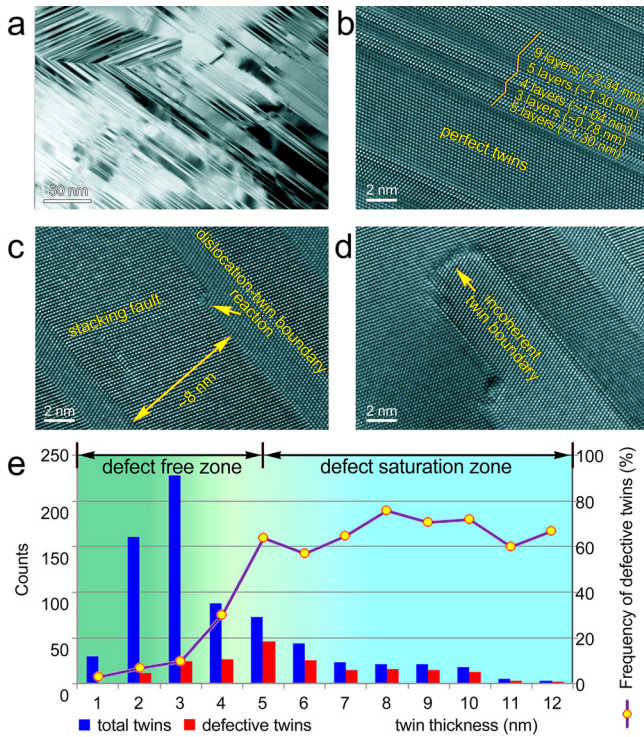 a
50 nm
b
9 layers (~2.34 nm)
5 layers (~1.30 nm)
4 layers (~1.04 nm)
3 layers (~0.78 nm)
5 layers (~1.30 nm)
perfect twins
2 nm
c
stacking fault
dislocation-twin boundary
reaction
~8 nm
2 nm
d
incoherent
twin boundary
2 nm
e
defect free zone
defect saturation zone
250
200
150
100
50
0
Counts
100
80
60
40
20
0
Frequency of defective twins (%)
1 2 3 4 5 6 7 8 9 10 11 12
total twins
defective twins
twin thickness (nm)